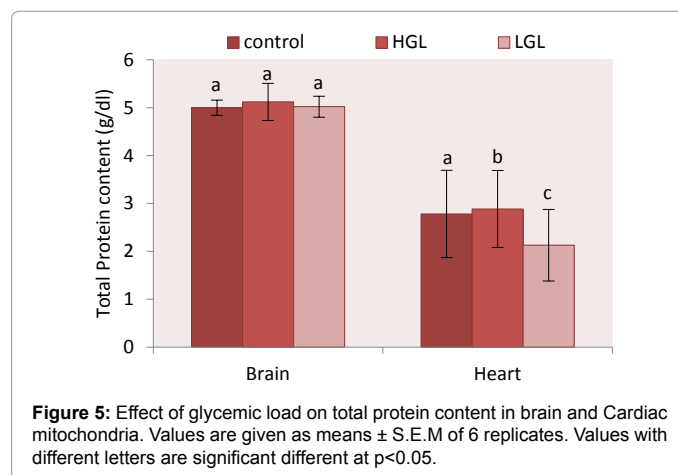 control HGL LGL
Total Protein content (g/dl)
6
5
4
3
2
1
0
a a a
a b c
Brain Heart
Figure 5: Effect of glycemic load on total protein content in brain and Cardiac
mitochondria. Values are given as means ± S.E.M of 6 replicates. Values with
different letters are significant different at p<0.05.